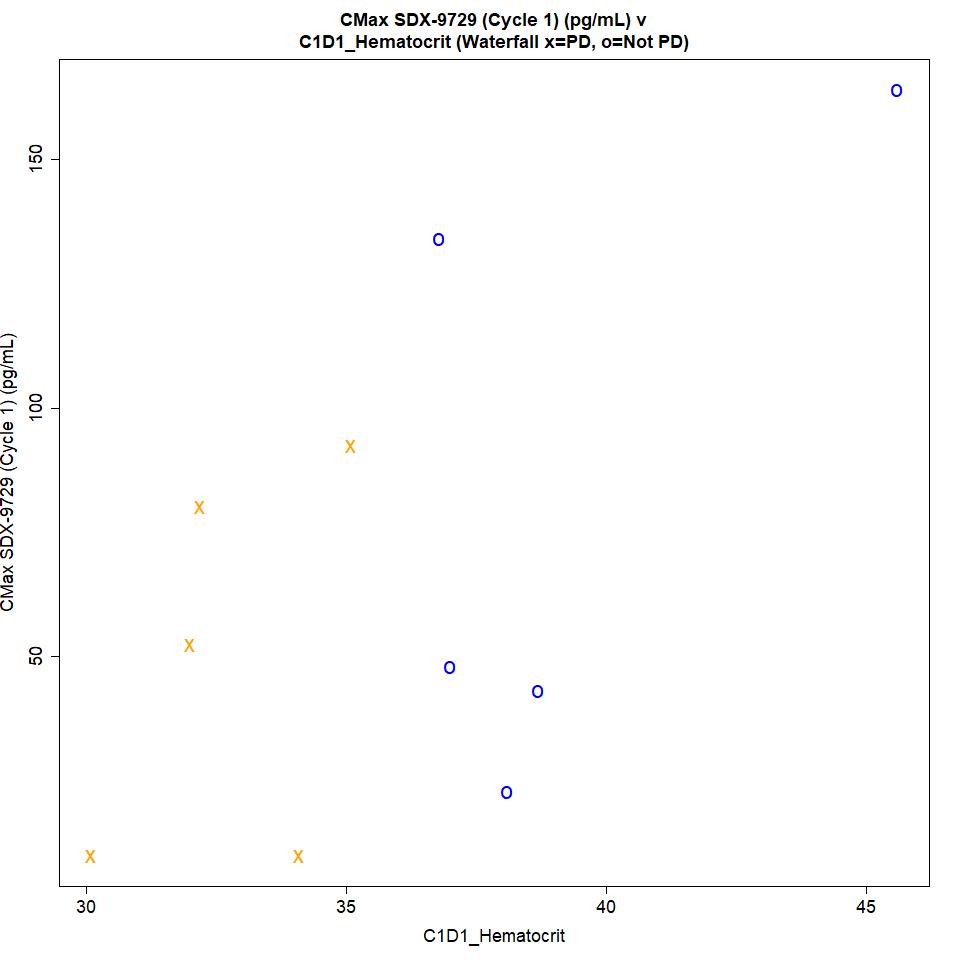 CMax SDX-9729 (Cycle 1) (pg/mL) v
C1D1_Hematocrit (Waterfall x=PD, o=Not PD)
CMax SDX-9729 (Cycle 1) (pg/mL)
150
100
50
O
O
X
X
X
O
O
O
X
X
30
35
40
45
C1D1_Hematocrit